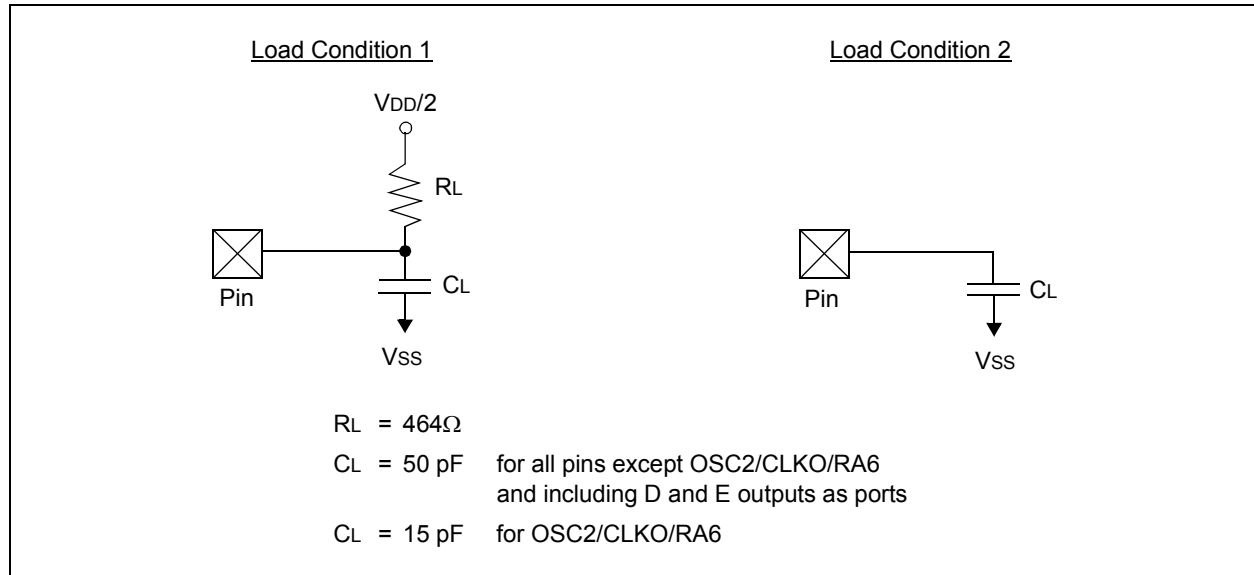 Load Condition 1
Load Condition 2
VDD/2
RL
Pin
CL
VSS
Pin
CL
VSS
RL = 464Ω
CL = 50 pF for all pins except OSC2/CLKO/RA6
and including D and E outputs as ports
CL = 15 pF for OSC2/CLKO/RA6